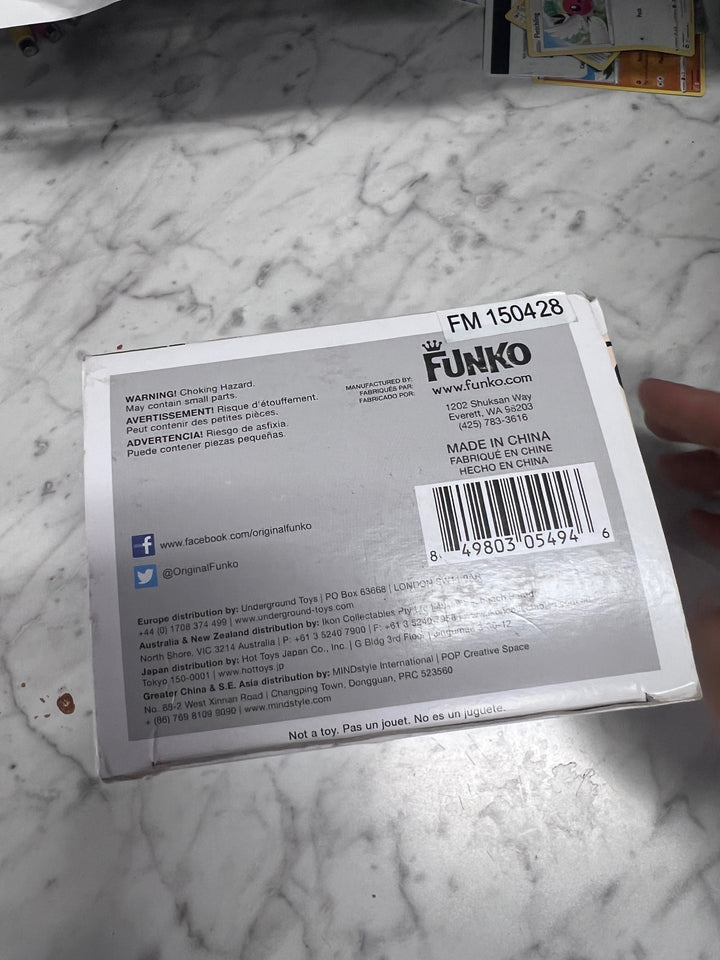 Fletchling
FM 150428
FUNKO
www.funko.com
MANUFACTURED BY:
FABRIQUÉS PAR:
FABRICADO POR:
1202 Shuksan Way
Everett, WA 98203
(425) 783-3616
MADE IN CHINA
FABRIQUÉ EN CHINE
HECHO EN CHINA
8 49803 05494 6
WARNING! Choking Hazard.
May contain small parts.
AVERTISSEMENT! Risque d'étouffement.
Peut contenir des petites pièces.
ADVERTENCIA! Riesgo de asfixia.
Puede contener piezas pequeñas.
f www.facebook.com/originalfunko
@OriginalFunko
Europe distribution by: Underground Toys | PO Box 63668 | LONDON SW11 9AR
+44 (0) 1708 374 499 | www.underground-toys.com
Australia & New Zealand distribution by: Ikon Collectables Pty Ltd
North Shore, VIC 3214 Australia | P: +61 3 5240 7900 | F: +61 3 5240
Japan distribution by: Hot Toys Japan Co., Inc. | G Bldg 3rd Floor
Tokyo 150-0001 | www.hottoys.jp
Greater China & S.E. Asia distribution by: MINDstyle International | POP Creative Space
No. 88-2 West Xinnan Road | Changping Town, Dongguan, PRC 523560
+ (86) 769 8109 9090 | www.mindstyle.com
Not a toy. Pas un jouet. No es un juguete.